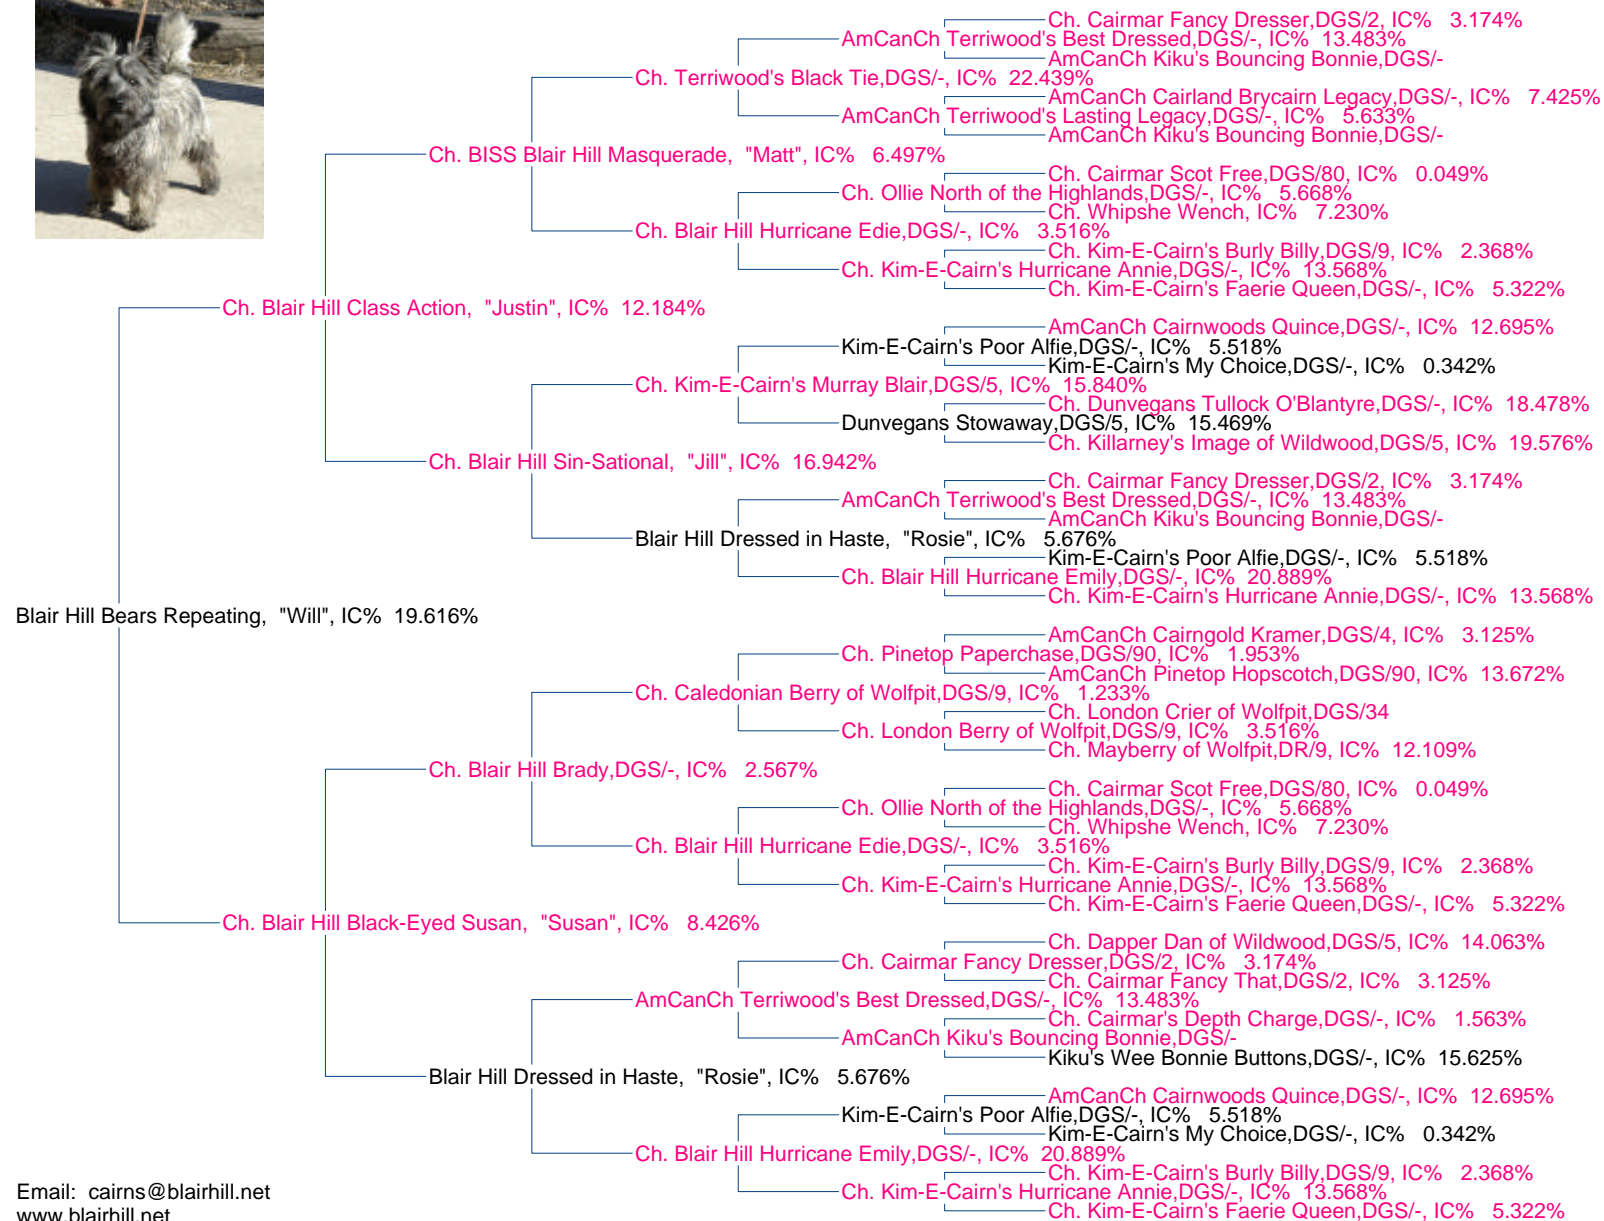 Ch. Cairmar Fancy Dresser,DGS/2, IC% 3.174%
AmCanCh Terriwood's Best Dressed,DGS/-, IC% 13.483%
AmCanCh Kiku's Bouncing Bonnie,DGS/-
Ch. Terriwood's Black Tie,DGS/-, IC% 22.439%
AmCanCh Cairland Brycairn Legacy,DGS/-, IC% 7.425%
AmCanCh Terriwood's Lasting Legacy,DGS/-, IC% 5.633%
AmCanCh Kiku's Bouncing Bonnie,DGS/-
Ch. BISS Blair Hill Masquerade, "Matt", IC% 6.497%
Ch. Cairmar Scot Free,DGS/80, IC% 0.049%
Ch. Ollie North of the Highlands,DGS/-, IC% 5.668%
Ch. Whipshe Wench, IC% 7.230%
Ch. Blair Hill Hurricane Edie,DGS/-, IC% 3.516%
Ch. Kim-E-Cairn's Burly Billy,DGS/9, IC% 2.368%
Ch. Kim-E-Cairn's Hurricane Annie,DGS/-, IC% 13.568%
Ch. Kim-E-Cairn's Faerie Queen,DGS/-, IC% 5.322%
Ch. Blair Hill Class Action, "Justin", IC% 12.184%
AmCanCh Cairnwoods Quince,DGS/-, IC% 12.695%
Kim-E-Cairn's Poor Alfie,DGS/-, IC% 5.518%
Kim-E-Cairn's My Choice,DGS/-, IC% 0.342%
Ch. Kim-E-Cairn's Murray Blair,DGS/5, IC% 15.840%
Ch. Dunvegans Tullock O'Blantyre,DGS/-, IC% 18.478%
Dunvegans Stowaway,DGS/5, IC% 15.469%
Ch. Killarney's Image of Wildwood,DGS/5, IC% 19.576%
Ch. Blair Hill Sin-Sational, "Jill", IC% 16.942%
Ch. Cairmar Fancy Dresser,DGS/2, IC% 3.174%
AmCanCh Terriwood's Best Dressed,DGS/-, IC% 13.483%
AmCanCh Kiku's Bouncing Bonnie,DGS/-
Blair Hill Dressed in Haste, "Rosie", IC% 5.676%
Kim-E-Cairn's Poor Alfie,DGS/-, IC% 5.518%
Ch. Blair Hill Hurricane Emily,DGS/-, IC% 20.889%
Ch. Kim-E-Cairn's Hurricane Annie,DGS/-, IC% 13.568%
Blair Hill Bears Repeating, "Will", IC% 19.616%
AmCanCh Cairngold Kramer,DGS/4, IC% 3.125%
Ch. Pinetop Paperchase,DGS/90, IC% 1.953%
AmCanCh Pinetop Hopscotch,DGS/90, IC% 13.672%
Ch. Caledonian Berry of Wolfpit,DGS/9, IC% 1.233%
Ch. London Crier of Wolfpit,DGS/34
Ch. London Berry of Wolfpit,DGS/9, IC% 3.516%
Ch. Mayberry of Wolfpit,DR/9, IC% 12.109%
Ch. Blair Hill Brady,DGS/-, IC% 2.567%
Ch. Cairmar Scot Free,DGS/80, IC% 0.049%
Ch. Ollie North of the Highlands,DGS/-, IC% 5.668%
Ch. Whipshe Wench, IC% 7.230%
Ch. Blair Hill Hurricane Edie,DGS/-, IC% 3.516%
Ch. Kim-E-Cairn's Burly Billy,DGS/9, IC% 2.368%
Ch. Kim-E-Cairn's Hurricane Annie,DGS/-, IC% 13.568%
Ch. Kim-E-Cairn's Faerie Queen,DGS/-, IC% 5.322%
Ch. Blair Hill Black-Eyed Susan, "Susan", IC% 8.426%
Ch. Dapper Dan of Wildwood,DGS/5, IC% 14.063%
Ch. Cairmar Fancy Dresser,DGS/2, IC% 3.174%
Ch. Cairmar Fancy That,DGS/2, IC% 3.125%
AmCanCh Terriwood's Best Dressed,DGS/-, IC% 13.483%
Ch. Cairmar's Depth Charge,DGS/-, IC% 1.563%
AmCanCh Kiku's Bouncing Bonnie,DGS/-
Kiku's Wee Bonnie Buttons,DGS/-, IC% 15.625%
Blair Hill Dressed in Haste, "Rosie", IC% 5.676%
AmCanCh Cairnwoods Quince,DGS/-, IC% 12.695%
Kim-E-Cairn's Poor Alfie,DGS/-, IC% 5.518%
Kim-E-Cairn's My Choice,DGS/-, IC% 0.342%
Ch. Blair Hill Hurricane Emily,DGS/-, IC% 20.889%
Ch. Kim-E-Cairn's Burly Billy,DGS/9, IC% 2.368%
Ch. Kim-E-Cairn's Hurricane Annie,DGS/-, IC% 13.568%
Ch. Kim-E-Cairn's Faerie Queen,DGS/-, IC% 5.322%
Email: cairns@blairhill.net
www.blairhill.net